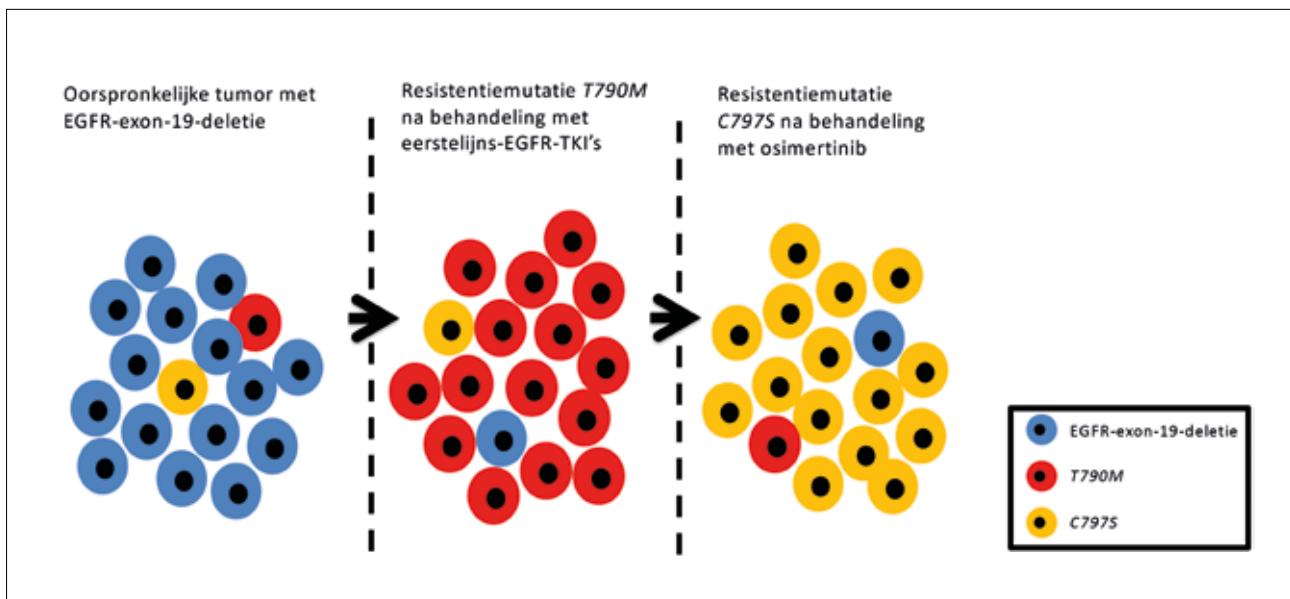 Oorspronkelijke tumor met
EGFR-exon-19-deletie
Resistentiemutatie T790M
na behandeling met
eerstelijns-EGFR-TKI's
Resistentiemutatie
C797S na behandeling
met osimertinib
EGFR-exon-19-deletie
T790M
C797S